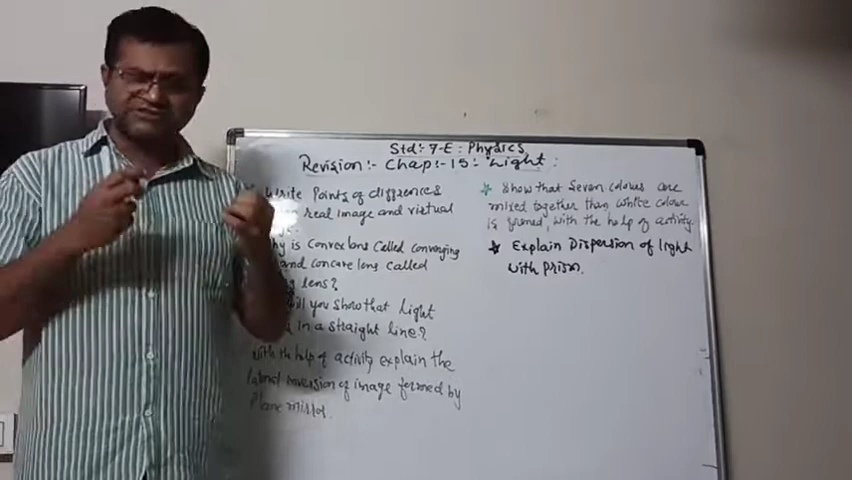 Std:- 7-E : Physics
Revision :- Chap:- 15 : Light :
Write Points of differences
real image and virtual
is Convex lens Called converging
and concave lens called
lens?
will you show that Light
in a straight line?
with the help of activity explain the
lateral inversion of image formed by
Plane mirror.
* Show that Seven colours are
mixed together than white colour
is formed, with the help of activity.
* Explain Dispersion of light
with prism.